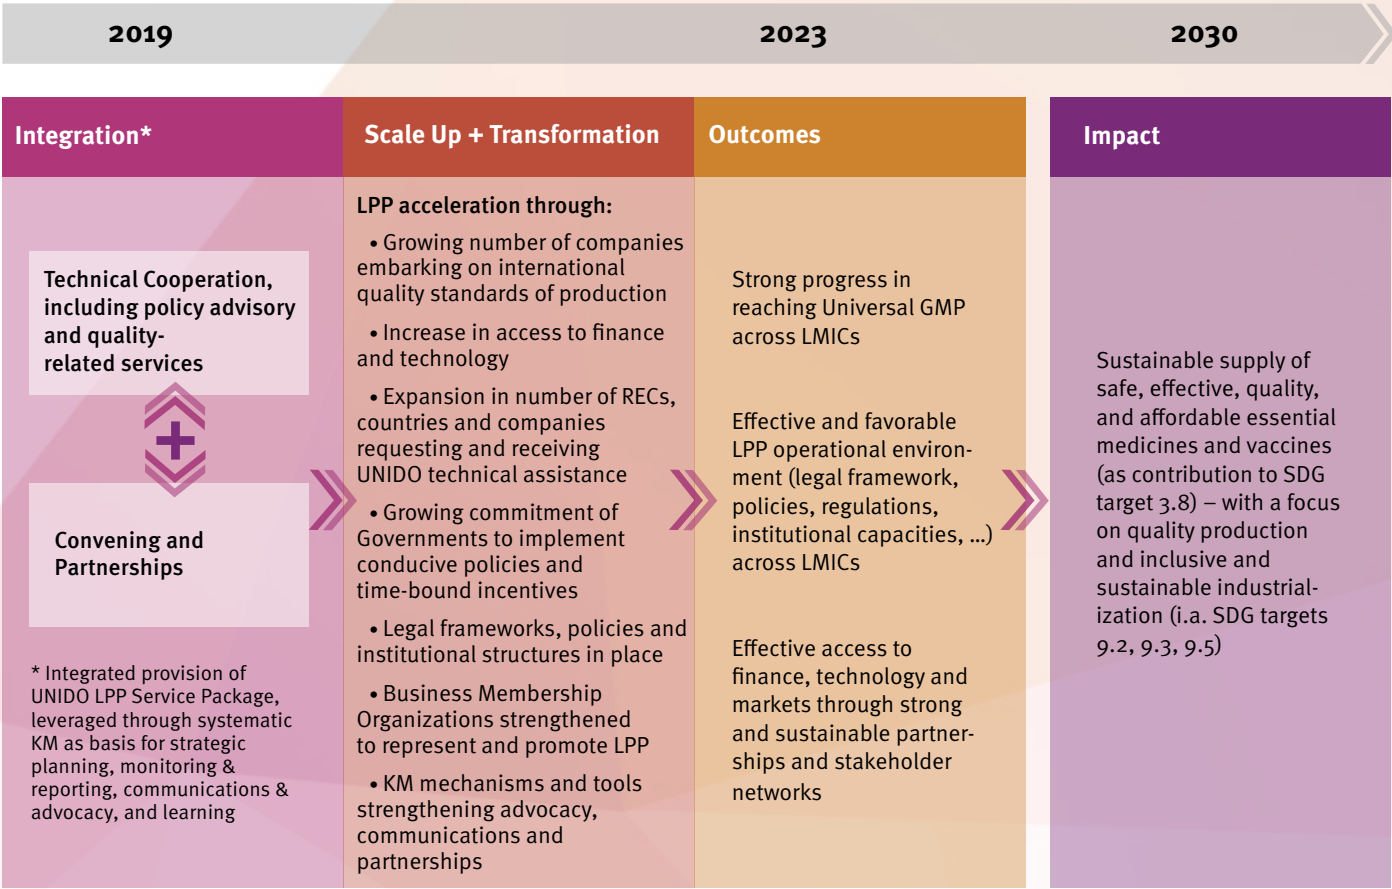 2019
2023
2030
Integration*
Technical Cooperation,
including policy advisory
and quality-
related services
+
Convening and
Partnerships
* Integrated provision of
UNIDO LPP Service Package,
leveraged through systematic
KM as basis for strategic
planning, monitoring &
reporting, communications &
advocacy, and learning
Scale Up + Transformation
LPP acceleration through:
• Growing number of companies
embarking on international
quality standards of production
• Increase in access to finance
and technology
• Expansion in number of RECs,
countries and companies
requesting and receiving
UNIDO technical assistance
• Growing commitment of
Governments to implement
conducive policies and
time-bound incentives
• Legal frameworks, policies and
institutional structures in place
• Business Membership
Organizations strengthened
to represent and promote LPP
• KM mechanisms and tools
strengthening advocacy,
communications and
partnerships
Outcomes
Strong progress in
reaching Universal GMP
across LMICs
Effective and favorable
LPP operational environ-
ment (legal framework,
policies, regulations,
institutional capacities, ...)
across LMICs
Effective access to
finance, technology and
markets through strong
and sustainable partner-
ships and stakeholder
networks
Impact
Sustainable supply of
safe, effective, quality,
and affordable essential
medicines and vaccines
(as contribution to SDG
target 3.8) – with a focus
on quality production
and inclusive and
sustainable industrial-
ization (i.a. SDG targets
9.2, 9.3, 9.5)